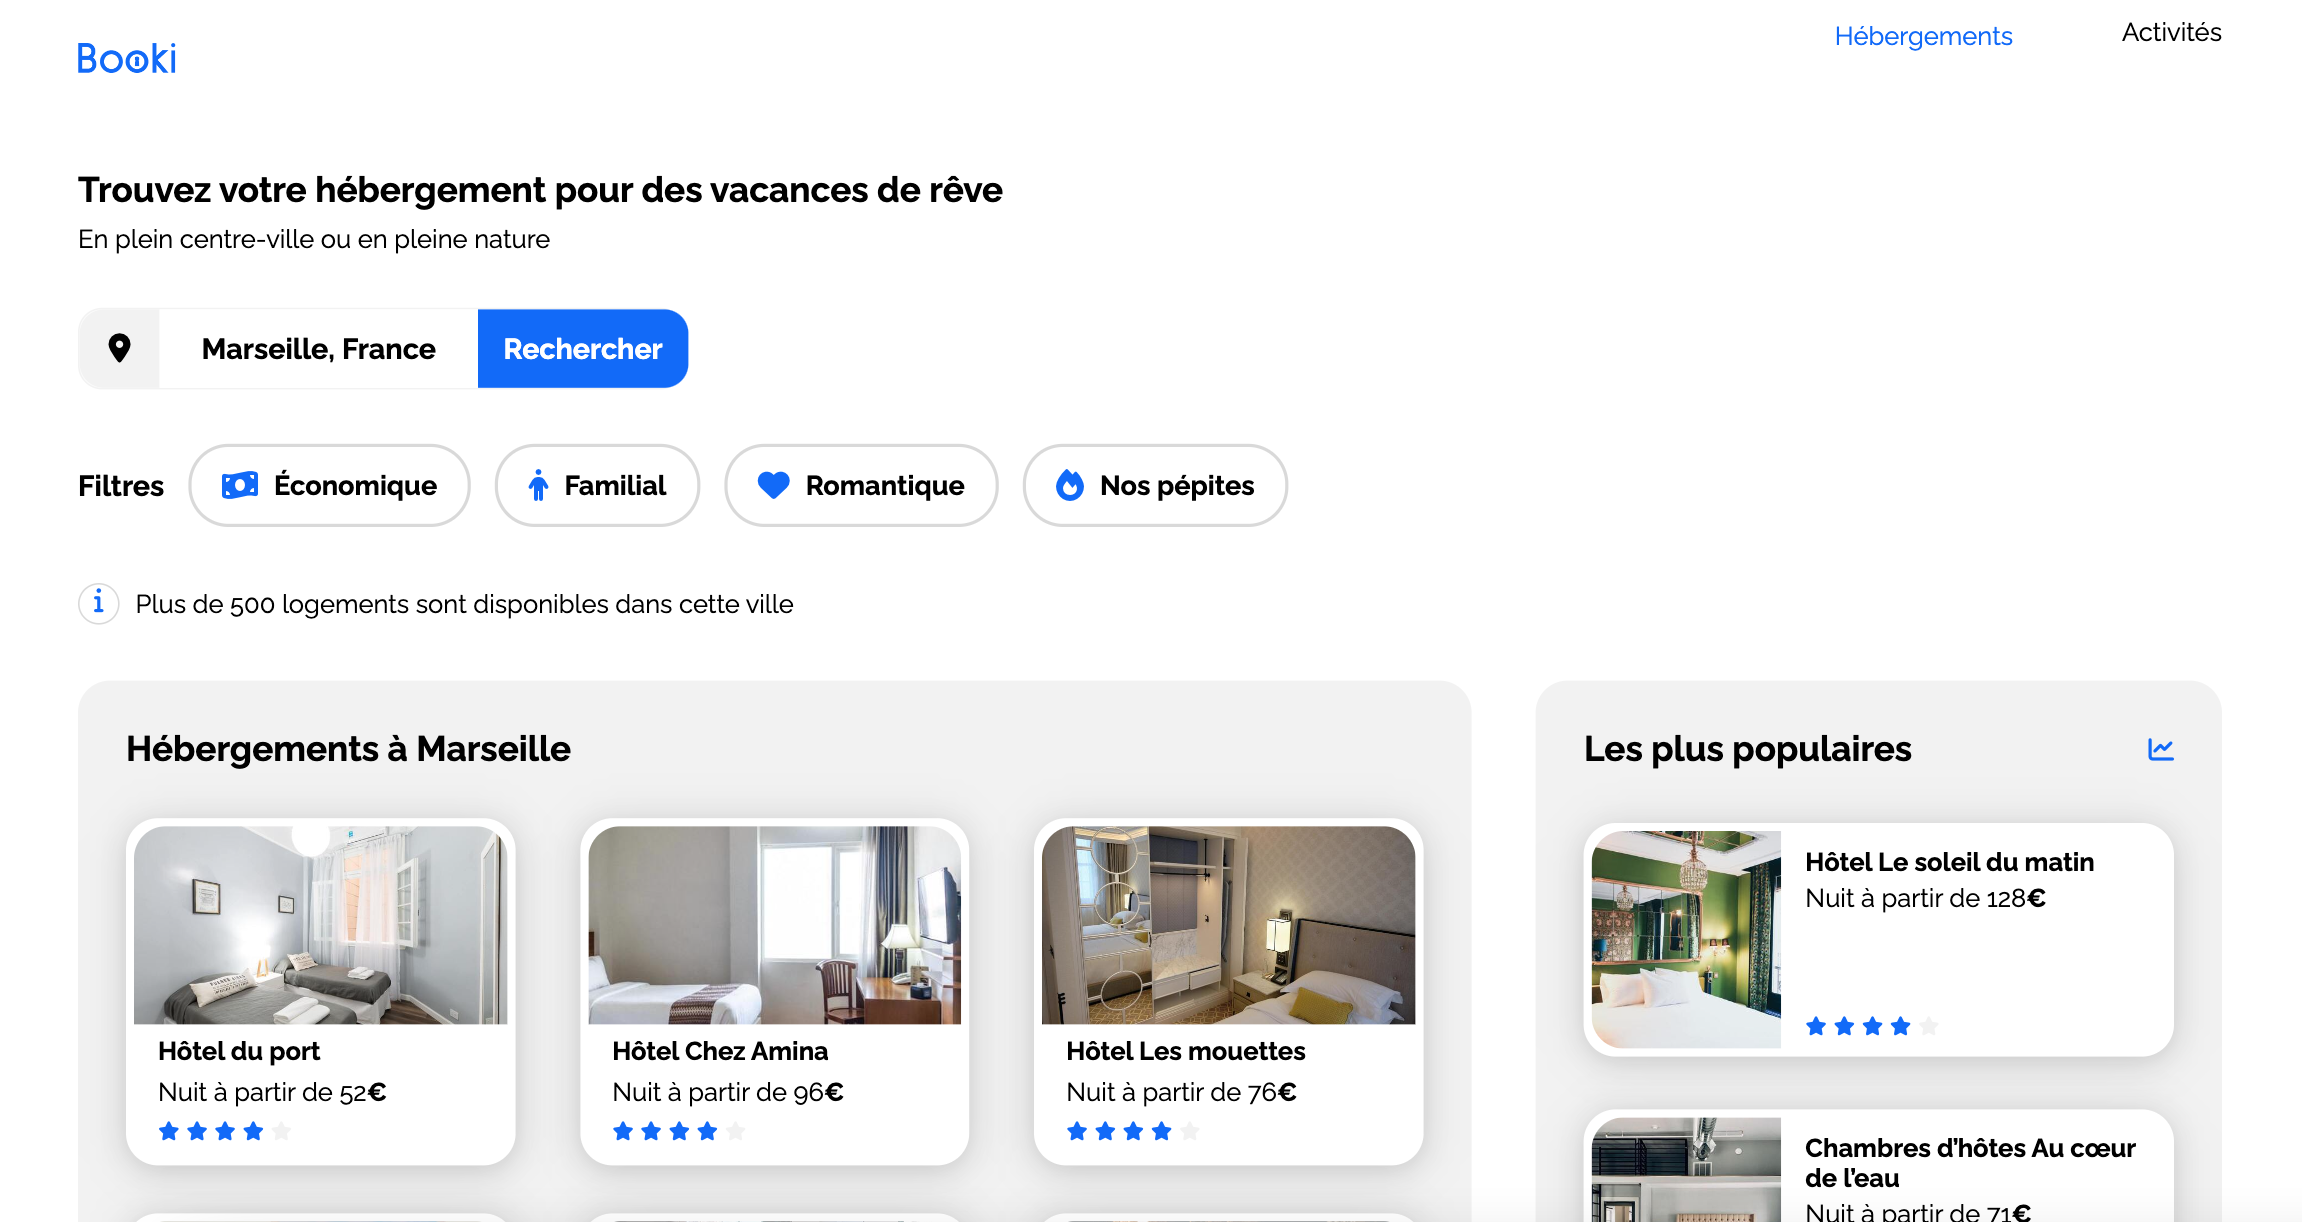 Booki
Hébergements
Activités
Trouvez votre hébergement pour des vacances de rêve
En plein centre-ville ou en pleine nature
Marseille, France
Rechercher
Filtres
Économique
Familial
Romantique
Nos pépites
Plus de 500 logements sont disponibles dans cette ville
Hébergements à Marseille
Hôtel du port
Nuit à partir de 52€
Hôtel Chez Amina
Nuit à partir de 96€
Hôtel Les mouettes
Nuit à partir de 76€
Les plus populaires
Hôtel Le soleil du matin
Nuit à partir de 128€
Chambres d’hôtes Au cœur
de l’eau
Nuit à partir de 71€